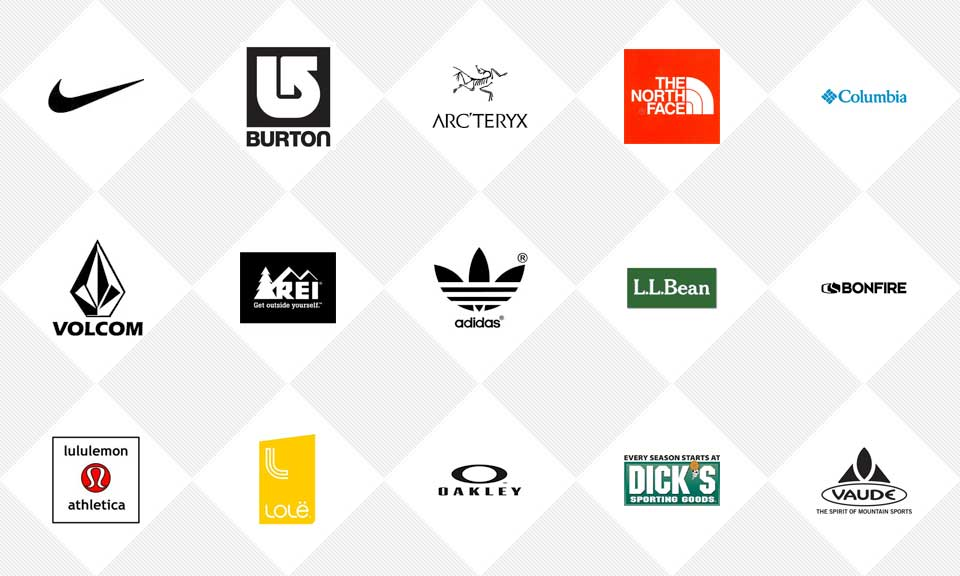 BURTON
ARC'TERYX
THE
NORTH
FACE
Columbia
VOLCOM
REI
Get outside yourself.™
adidas®
L.L.Bean
BONFIRE
lululemon
athletica
LOLË
OAKLEY
EVERY SEASON STARTS AT
DICK'S
SPORTING GOODS
VAUDE
THE SPIRIT OF MOUNTAIN SPORTS